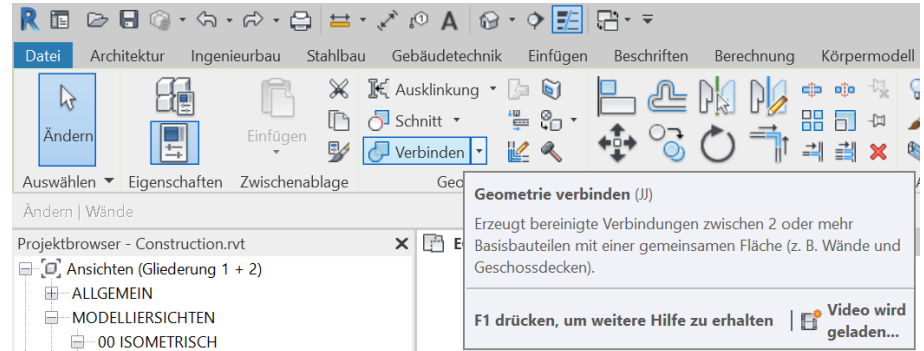 Datei Architektur Ingenieurbau Stahlbau Gebäudetechnik Einfügen Beschriften Berechnung Körpermodell
Ändern
Einfügen
Ausklinkung
Schnitt
Verbinden
Auswählen Eigenschaften Zwischenablage Geo
Ändern | Wände
Geometrie verbinden (JJ)
Erzeugt bereinigte Verbindungen zwischen 2 oder mehr
Basisbauteilen mit einer gemeinsamen Fläche (z. B. Wände und
Geschossdecken).
F1 drücken, um weitere Hilfe zu erhalten
Video wird
geladen...
Projektbrowser - Construction.rvt
Ansichten (Gliederung 1 + 2)
ALLGEMEIN
MODELLIERSICHTEN
00 ISOMETRISCH